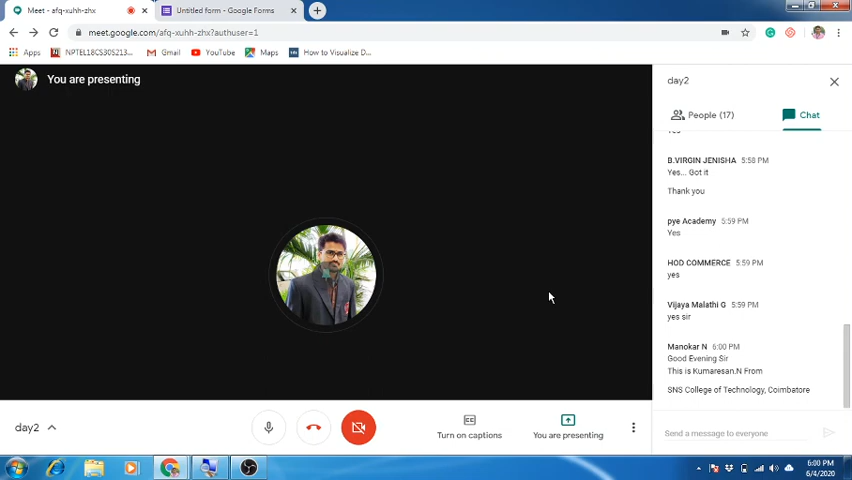 Meet - afq-xuhh-zhx
Untitled form - Google Forms
meet.google.com/afq-xuhh-zhx?authuser=1
Apps
NPTEL18CS30S213...
Gmail
YouTube
Maps
How to Visualize D...
You are presenting
day2
People (17)
Chat
Yes
B.VIRGIN JENISHA 5:58 PM
Yes... Got it
Thank you
pye Academy 5:59 PM
Yes
HOD COMMERCE 5:59 PM
yes
Vijaya Malathi G 5:59 PM
yes sir
Manokar N 6:00 PM
Good Evening Sir
This is Kumaresan.N From
SNS College of Technology, Coimbatore
Send a message to everyone
day2
Turn on captions
You are presenting
6:00 PM
6/4/2020